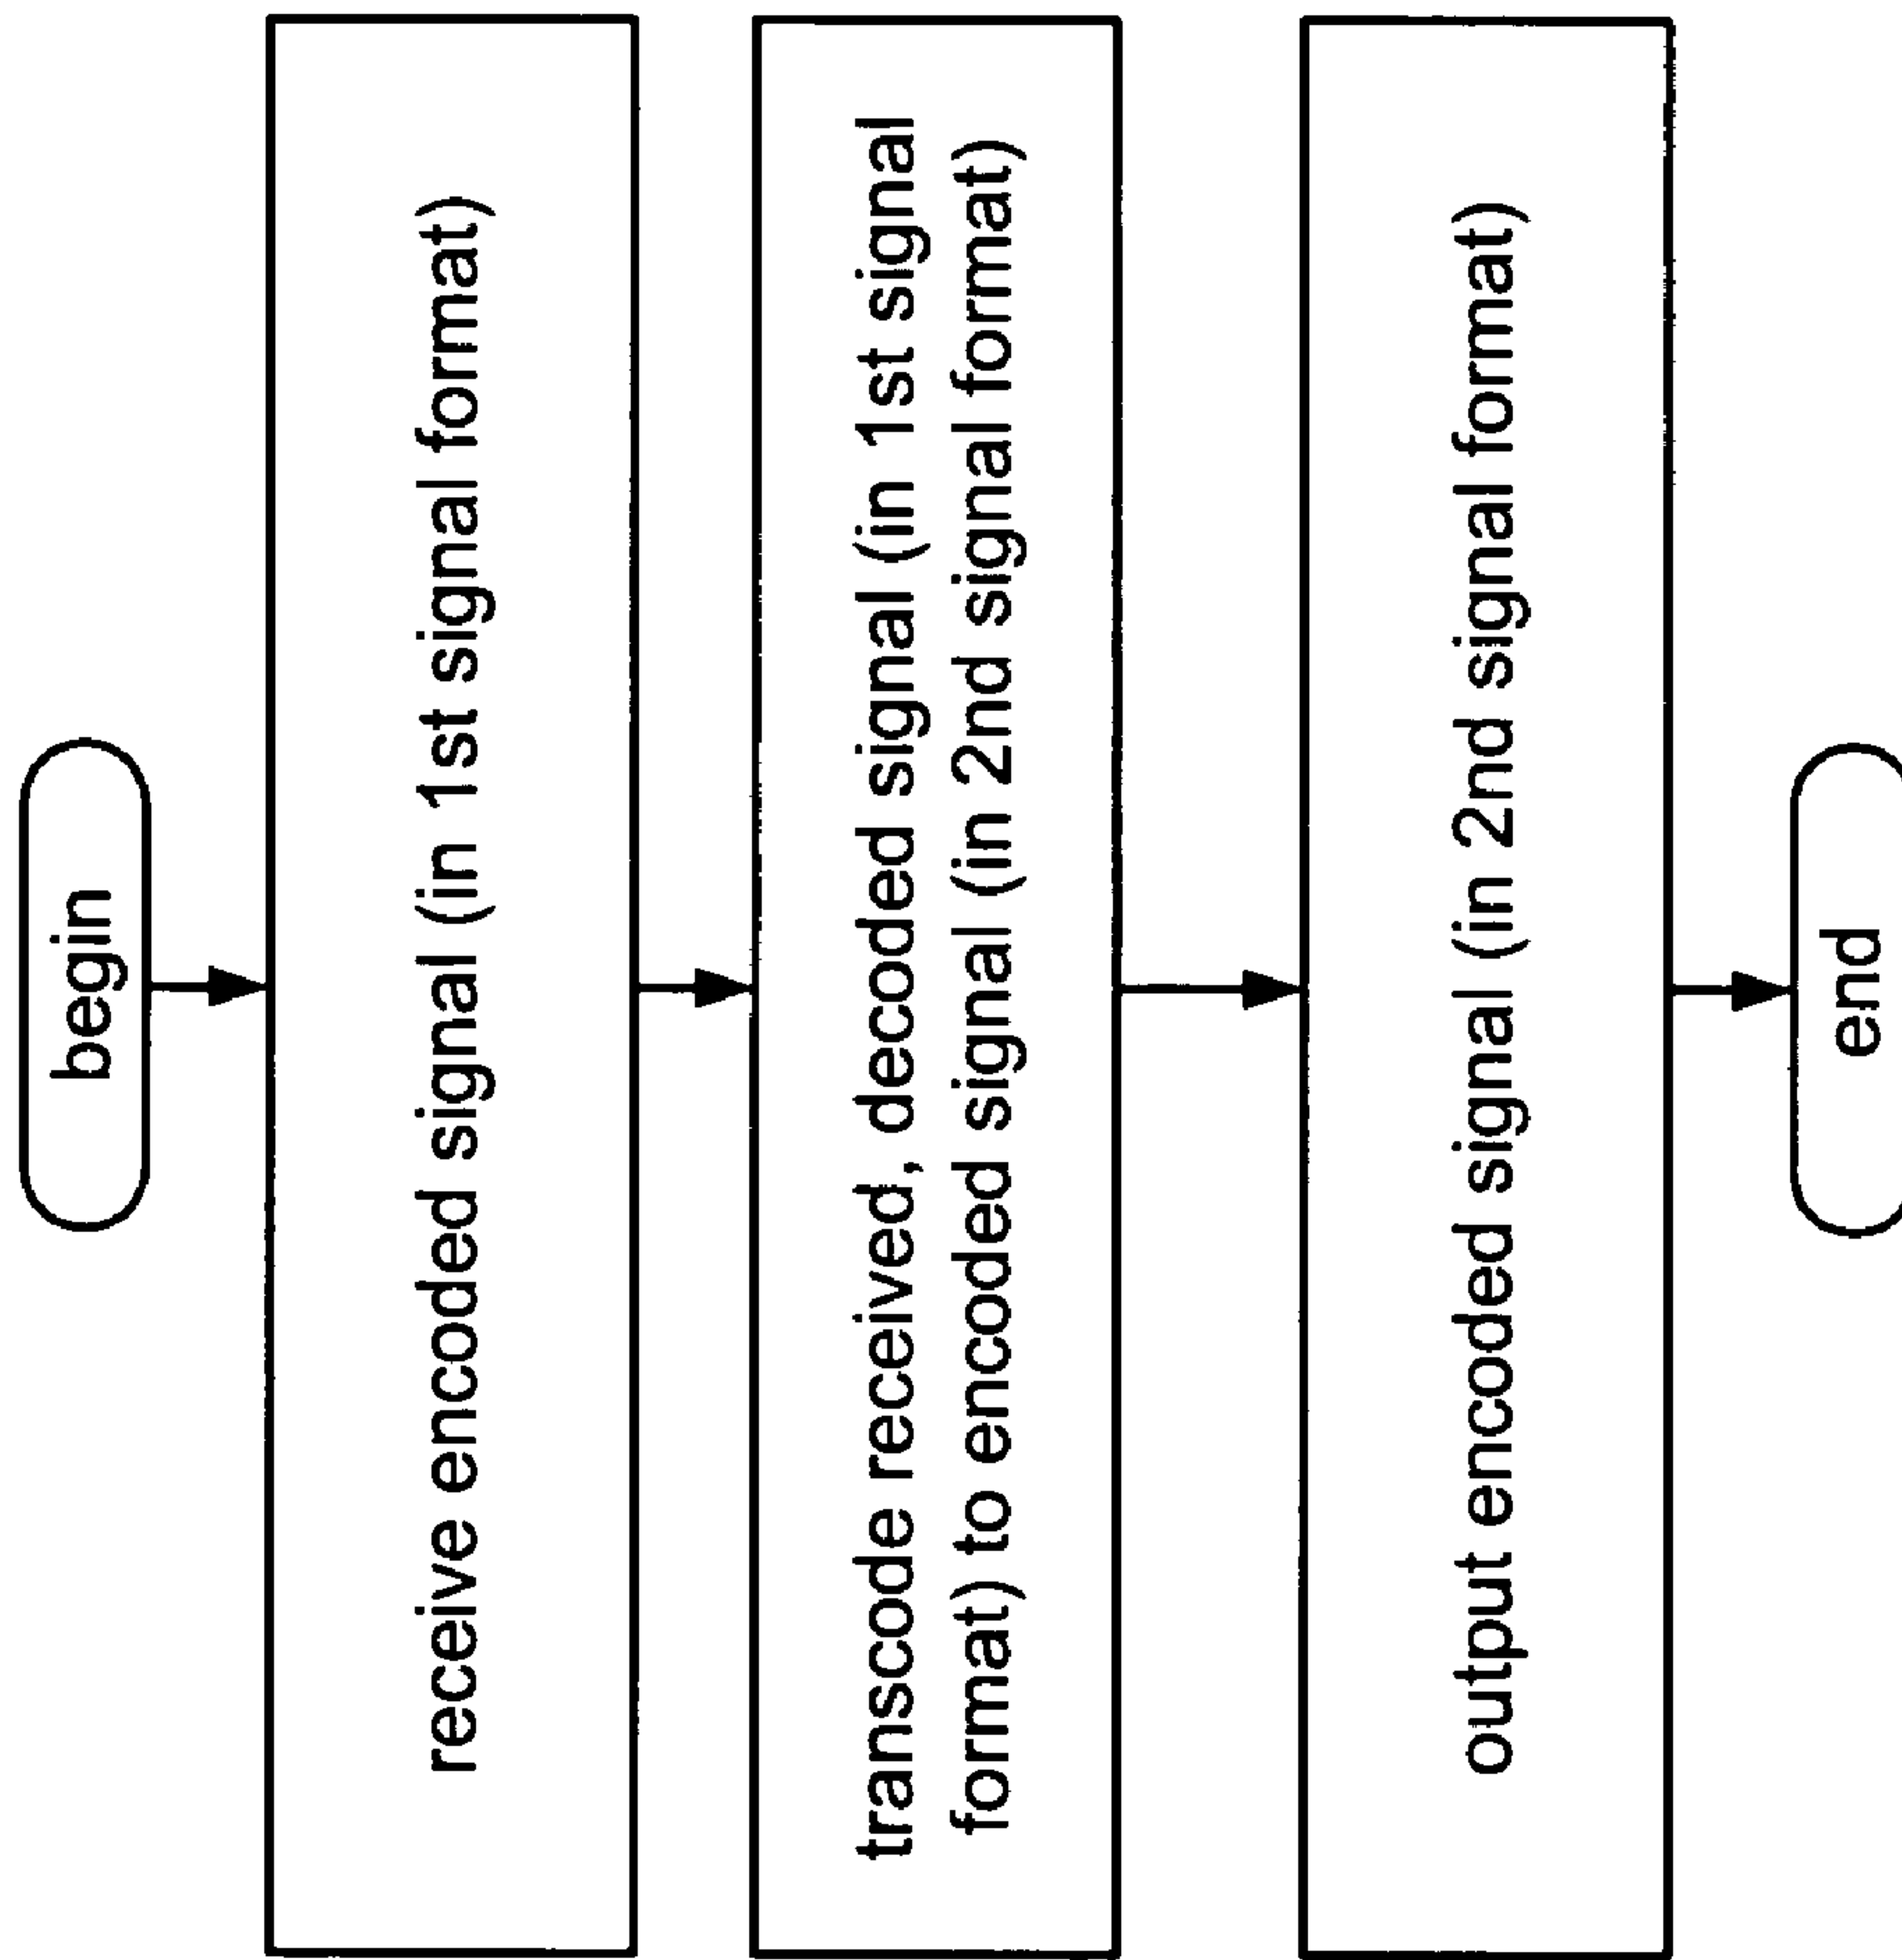 begin
receive encoded signal (in 1st signal format)
transcode received, decoded signal (in 1st signal
format) to encoded signal (in 2nd signal format)
output encoded signal (in 2nd signal format)
end